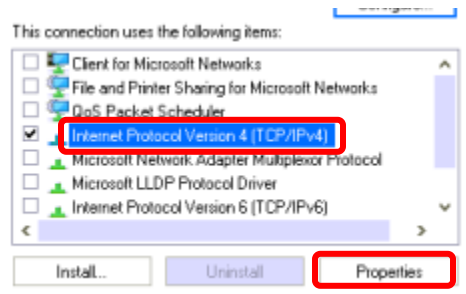 This connection uses the following items:
Client for Microsoft Networks
File and Printer Sharing for Microsoft Networks
QoS Packet Scheduler
Internet Protocol Version 4 (TCP/IPv4)
Microsoft Network Adapter Multiplexor Protocol
Microsoft LLDP Protocol Driver
Internet Protocol Version 6 (TCP/IPv6)
Install... Uninstall Properties